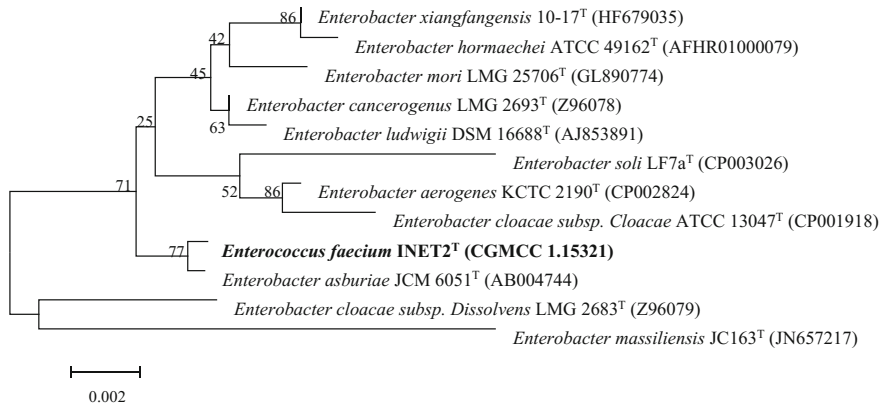 86 Enterobacter xiangfangensis 10-17ᵀ (HF679035)
42
Enterobacter hormaechei ATCC 49162ᵀ (AFHR01000079)
45
Enterobacter mori LMG 25706ᵀ (GL890774)
Enterobacter cancerogenus LMG 2693ᵀ (Z96078)
25
63
Enterobacter ludwigii DSM 16688ᵀ (AJ853891)
Enterobacter soli LF7aᵀ (CP003026)
71
52
86
Enterobacter aerogenes KCTC 2190ᵀ (CP002824)
Enterobacter cloacae subsp. Cloacae ATCC 13047ᵀ (CP001918)
77
Enterococcus faecium INET2ᵀ (CGMCC 1.15321)
Enterobacter asburiae JCM 6051ᵀ (AB004744)
Enterobacter cloacae subsp. Dissolvens LMG 2683ᵀ (Z96079)
Enterobacter massiliensis JC163ᵀ (JN657217)
0.002